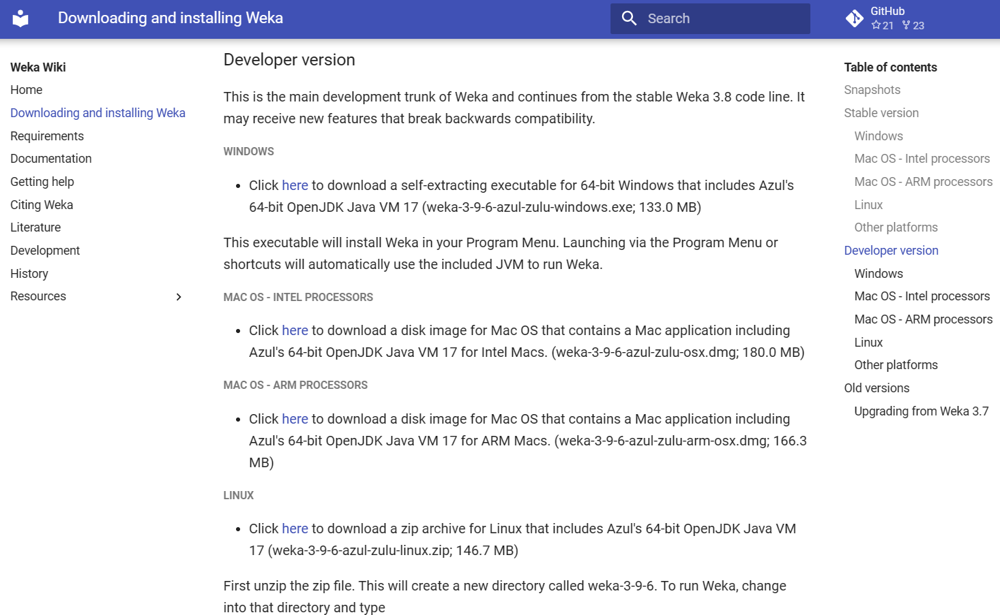 Downloading and installing Weka
Search
GitHub
21 23
Weka Wiki
Home
Downloading and installing Weka
Requirements
Documentation
Getting help
Citing Weka
Literature
Development
History
Resources
Developer version
This is the main development trunk of Weka and continues from the stable Weka 3.8 code line. It
may receive new features that break backwards compatibility.
WINDOWS
• Click here to download a self-extracting executable for 64-bit Windows that includes Azul's
64-bit OpenJDK Java VM 17 (weka-3-9-6-azul-zulu-windows.exe; 133.0 MB)
This executable will install Weka in your Program Menu. Launching via the Program Menu or
shortcuts will automatically use the included JVM to run Weka.
MAC OS - INTEL PROCESSORS
• Click here to download a disk image for Mac OS that contains a Mac application including
Azul's 64-bit OpenJDK Java VM 17 for Intel Macs. (weka-3-9-6-azul-zulu-osx.dmg; 180.0 MB)
MAC OS - ARM PROCESSORS
• Click here to download a disk image for Mac OS that contains a Mac application including
Azul's 64-bit OpenJDK Java VM 17 for ARM Macs. (weka-3-9-6-azul-zulu-arm-osx.dmg; 166.3
MB)
LINUX
• Click here to download a zip archive for Linux that includes Azul's 64-bit OpenJDK Java VM
17 (weka-3-9-6-azul-zulu-linux.zip; 146.7 MB)
First unzip the zip file. This will create a new directory called weka-3-9-6. To run Weka, change
into that directory and type
Table of contents
Snapshots
Stable version
Windows
Mac OS - Intel processors
Mac OS - ARM processors
Linux
Other platforms
Developer version
Windows
Mac OS - Intel processors
Mac OS - ARM processors
Linux
Other platforms
Old versions
Upgrading from Weka 3.7